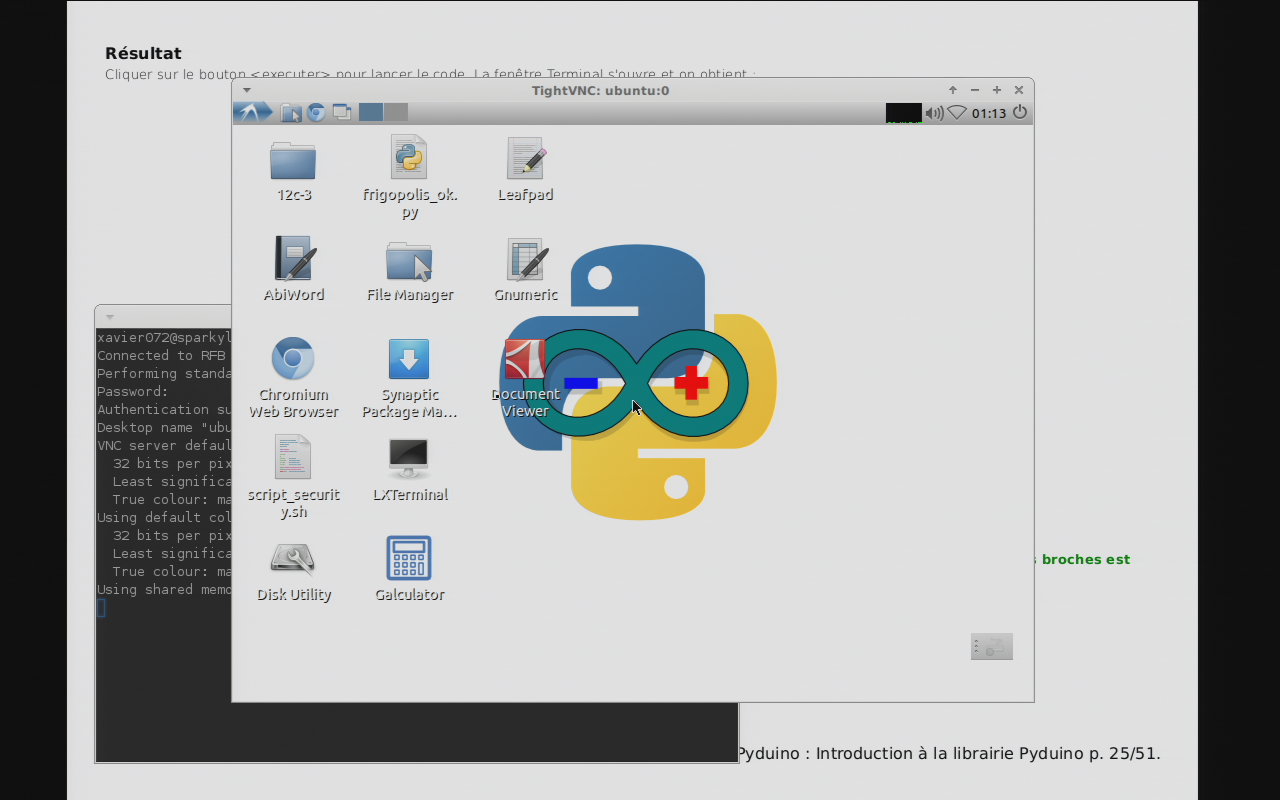 Résultat
Cliquer sur le bouton <executer> pour lancer le code. La fenêtre Terminal s'ouvre et on obtient :
TightVNC: ubuntu:0
01:13
12c-3
frigopolis_ok.
py
Leafpad
AbiWord
File Manager
Gnumeric
Chromium
Web Browser
Synaptic
Package Ma...
Document
Viewer
script_securit
y.sh
LXTerminal
Disk Utility
Galculator
xavier072@sparkyl
Connected to RFB
Performing standa
Password:
Authentication su
Desktop name "ubu
VNC server defaul
32 bits per pix
Least significa
True colour: ma
Using default col
32 bits per pix
Least significa
True colour: ma
Using shared memo
broches est
Pyduino : Introduction à la librairie Pyduino p. 25/51.